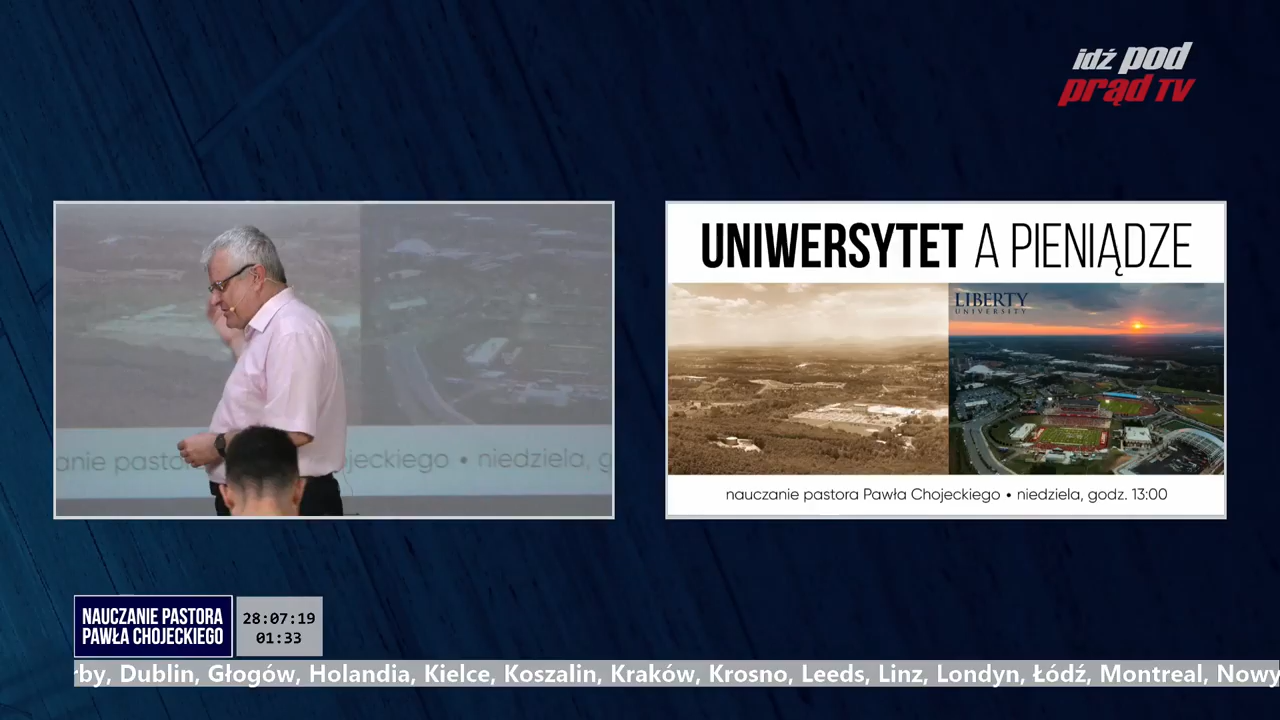 idź pod
prąd TV
UNIWERSYTET A PIENIĄDZE
LIBERTY
UNIVERSITY
nauczanie pastora Pawła Chojeckiego • niedziela, godz. 13:00
anie pasto jeckiego • niedziela, g
NAUCZANIE PASTORA
PAWŁA CHOJECKIEGO
28:07:19
01:33
rby, Dublin, Głogów, Holandia, Kielce, Koszalin, Kraków, Krosno, Leeds, Linz, Londyn, Łódź, Montreal, Nowy